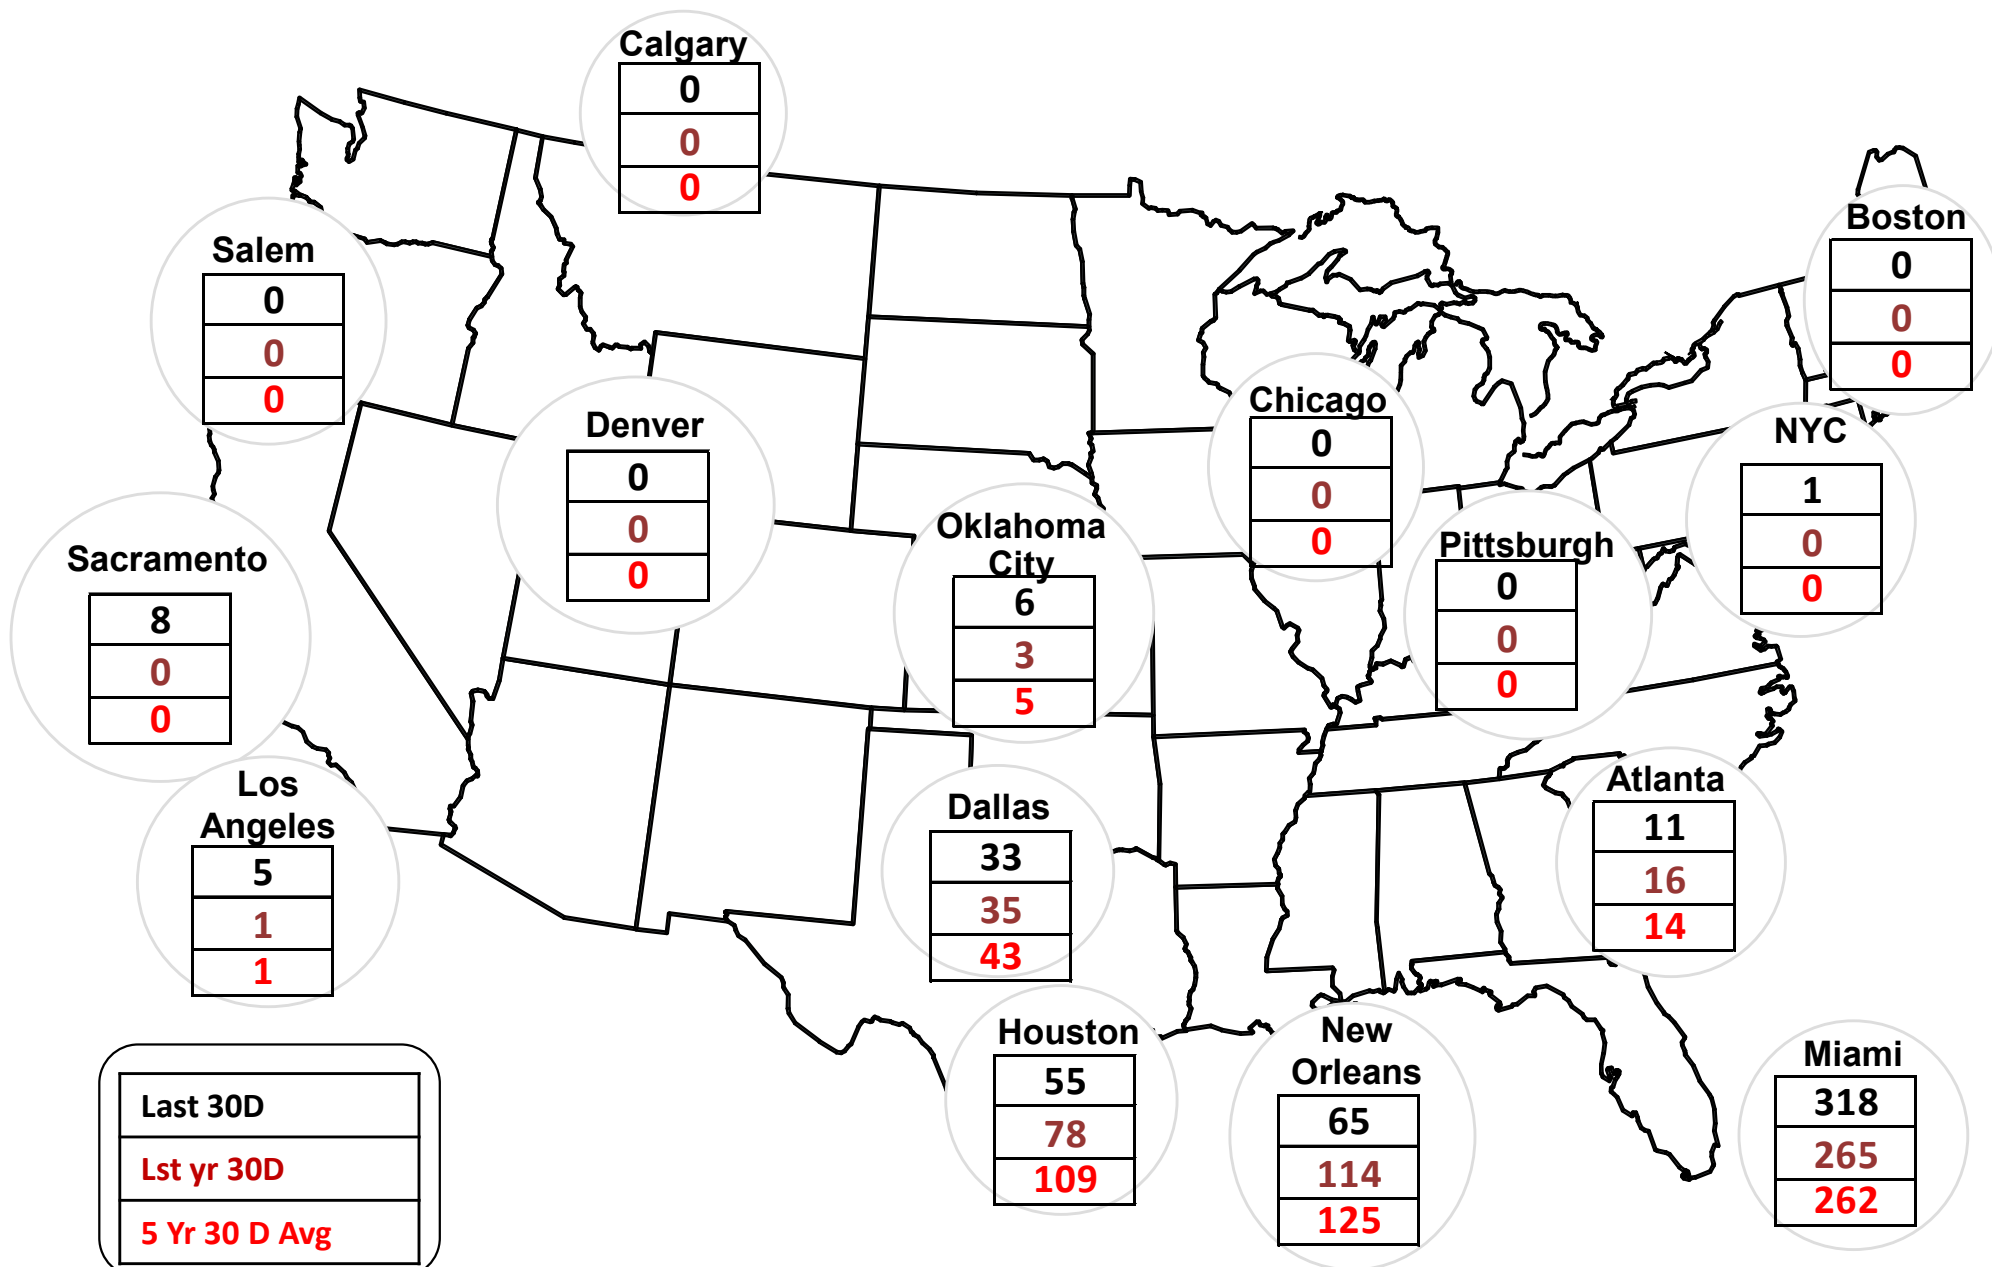 Calgary
0
0
0
Boston
0
0
0
Salem
0
0
0
Chicago
0
0
0
Denver
0
0
0
NYC
1
0
0
Oklahoma
City
6
3
5
Pittsburgh
0
0
0
Sacramento
8
0
0
Los
Angeles
5
1
1
Dallas
33
35
43
Atlanta
11
16
14
Houston
55
78
109
New
Orleans
65
114
125
Miami
318
265
262
Last 30D
Lst yr 30D
5 Yr 30 D Avg